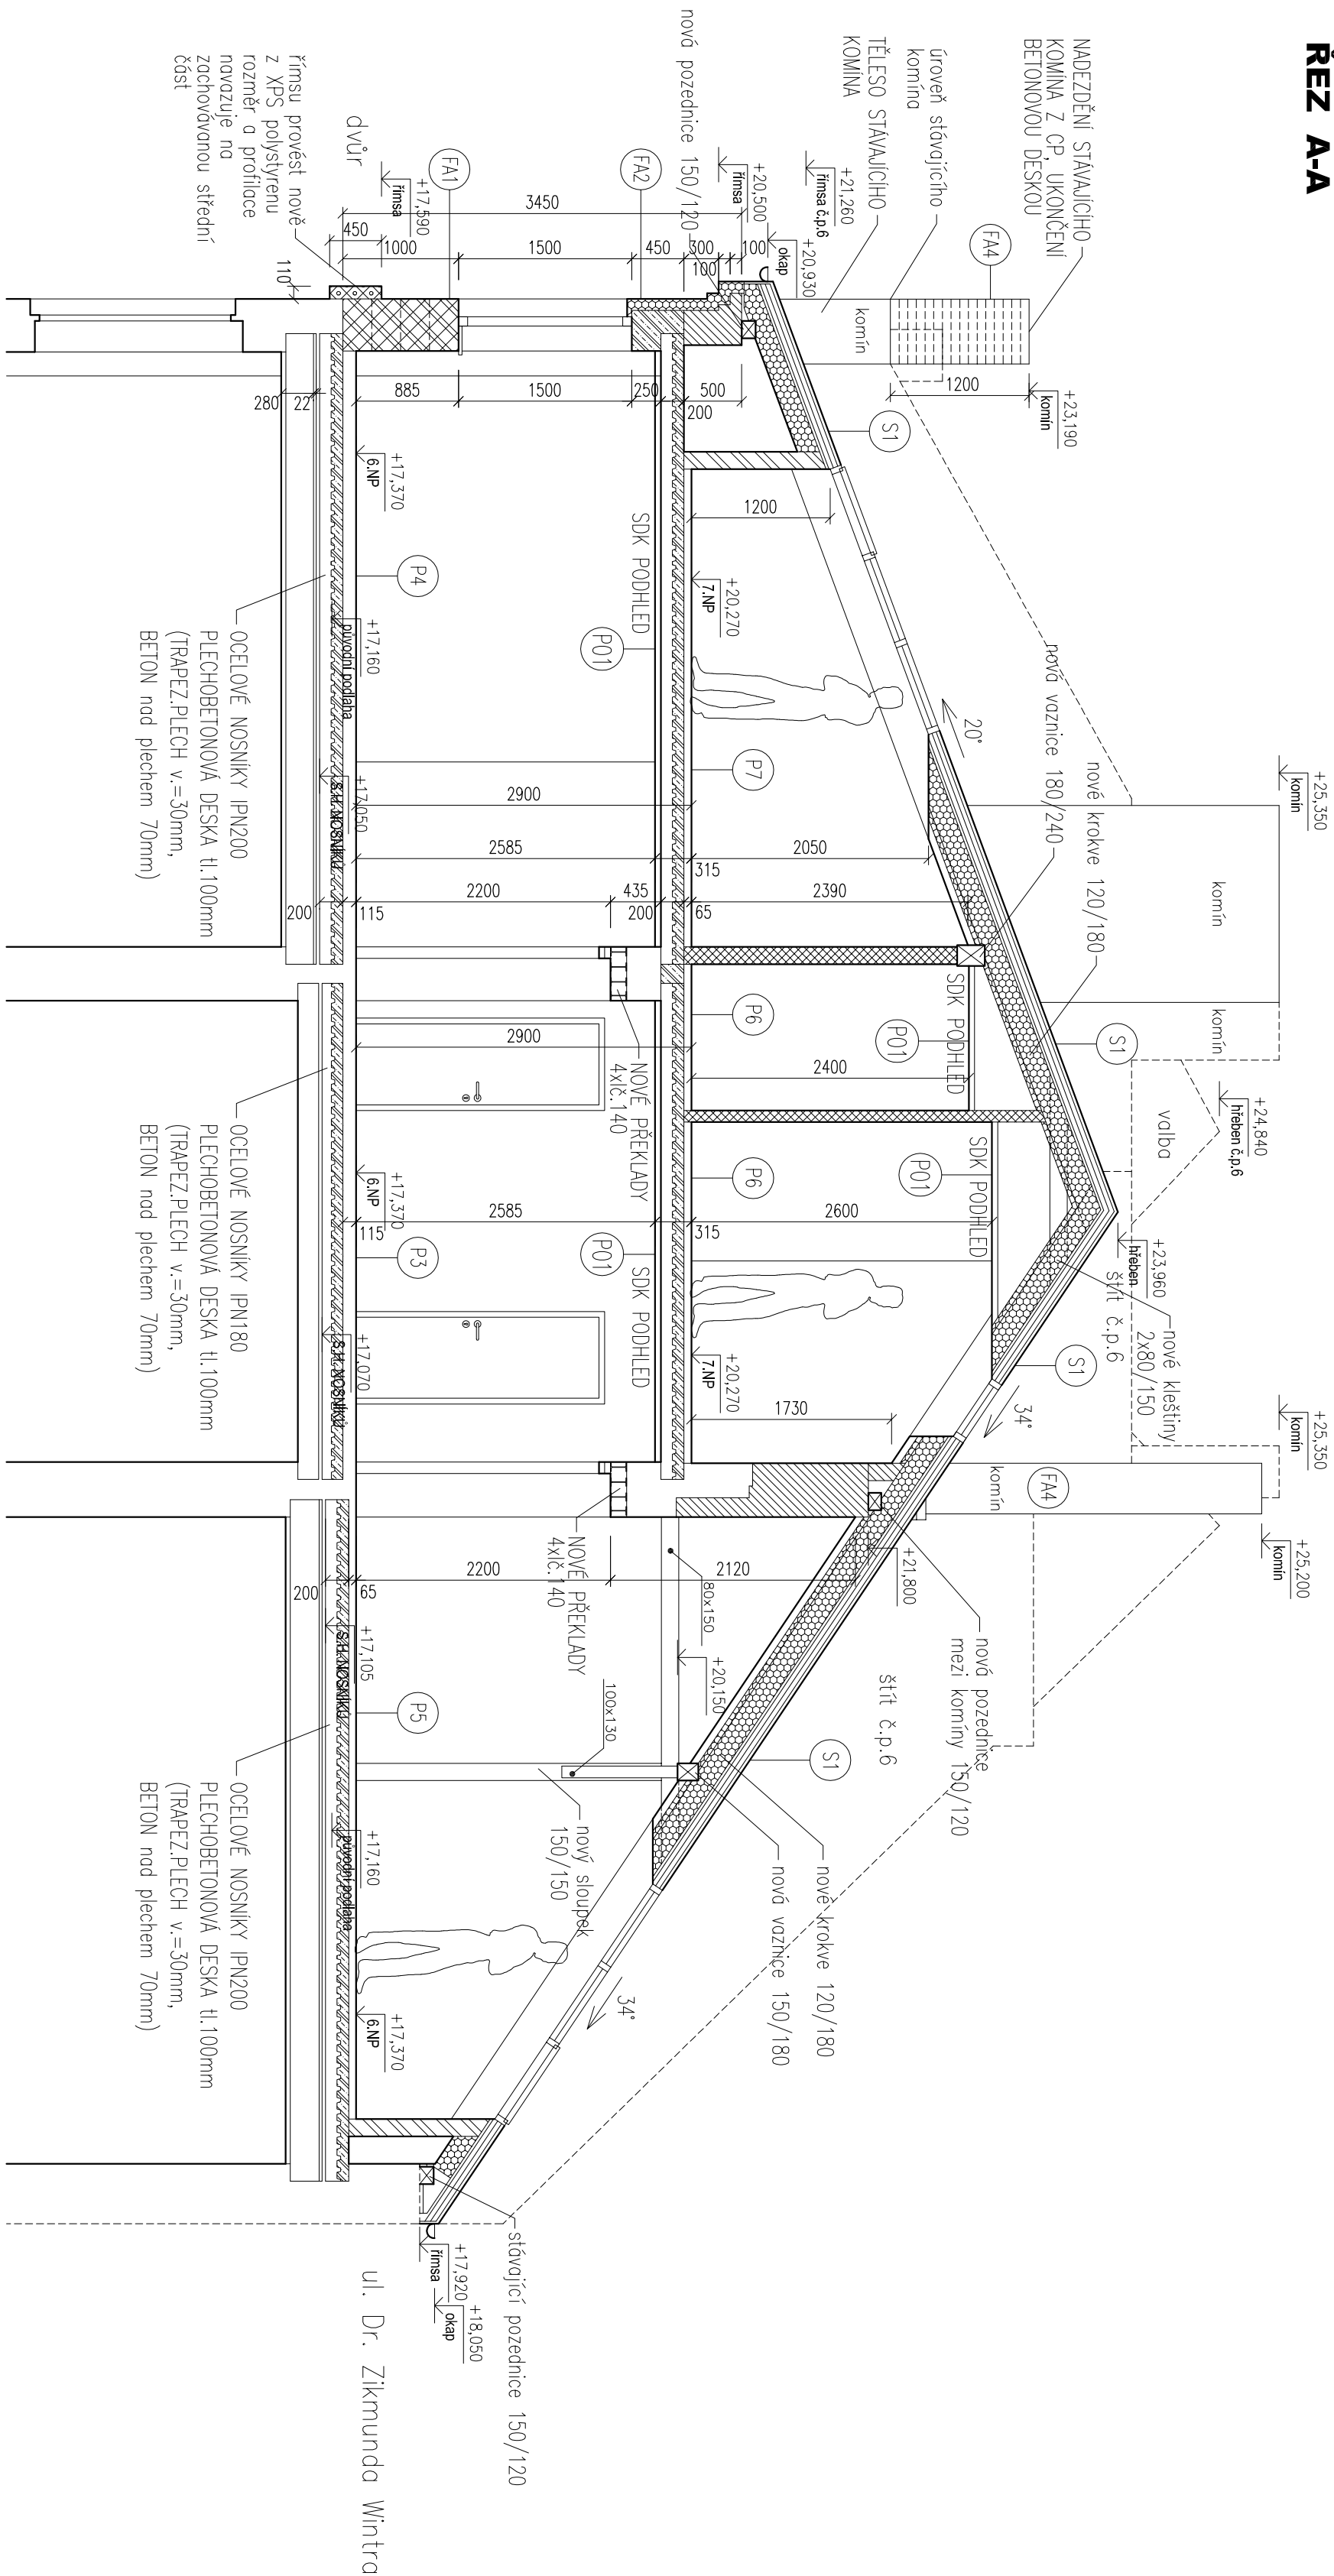 ŘEZ A-A
NADEZDĚNÍ STÁVAJÍCÍHO
KOMÍNA Z CP, UKONČENÍ
BETONOVOU DESKOU
úroveň stávajícího
komína
TĚLESO STÁVAJÍCÍHO
KOMÍNA
nová pozednice 150/120
FA4
komín
1200
+23,190
komín
+21,260
římsa č.p.6
+20,930
okap
+20,500
římsa
S1
+25,350
komín
komín
komín
+24,840
hřeben č.p.6
valba
+23,960
hřeben
štít č.p.6
nové kleštiny
2x80/150
+25,350
komín
+25,200
komín
komín
FA4
20°
nová vaznice 180/240
nové krokve 120/180
S1
S1
34°
+21,800
nová pozednice
mezi komíny 150/120
štít č.p.6
S1
nové krokve 120/180
nová vaznice 150/180
34°
3450
100
100
300
450
1500
1000
450
110
FA2
FA1
+17,590
římsa
dvůr
římsu provést nově
z XPS polystyrenu
rozměr a profilace
navazuje na
zachovávanou střední
část
500
200
250
1500
885
22
280
1200
+20,270
7.NP
P7
2050
2390
315
65
SDK PODHLED
P01
P6
2400
SDK PODHLED
P01
P6
2600
315
+20,270
7.NP
1730
SDK PODHLED
P01
+17,370
6.NP
P4
+17,160
původní podlaha
+17,050
S.H. NOSNÍKŮ
2900
2585
2200
435
200
115
200
NOVÉ PŘEKLADY
4xIč.140
2900
+17,370
6.NP
2585
115
P3
P01
SDK PODHLED
+17,070
S.H. NOSNÍKŮ
NOVÉ PŘEKLADY
4xIč.140
2200
2120
65
200
80x150
+20,150
100x130
+17,105
S.H. NOSNÍKŮ
P5
nový sloupek
150/150
+17,160
původní podlaha
+17,370
6.NP
stávající pozednice 150/120
+17,920
římsa
+18,050
okap
ul. Dr. Zikmunda Wintra
OCELOVÉ NOSNÍKY IPN200
PLECHOBETONOVÁ DESKA tl.100mm
(TRAPEZ.PLECH v.=30mm,
BETON nad plechem 70mm)
OCELOVÉ NOSNÍKY IPN180
PLECHOBETONOVÁ DESKA tl.100mm
(TRAPEZ.PLECH v.=30mm,
BETON nad plechem 70mm)
OCELOVÉ NOSNÍKY IPN200
PLECHOBETONOVÁ DESKA tl.100mm
(TRAPEZ.PLECH v.=30mm,
BETON nad plechem 70mm)